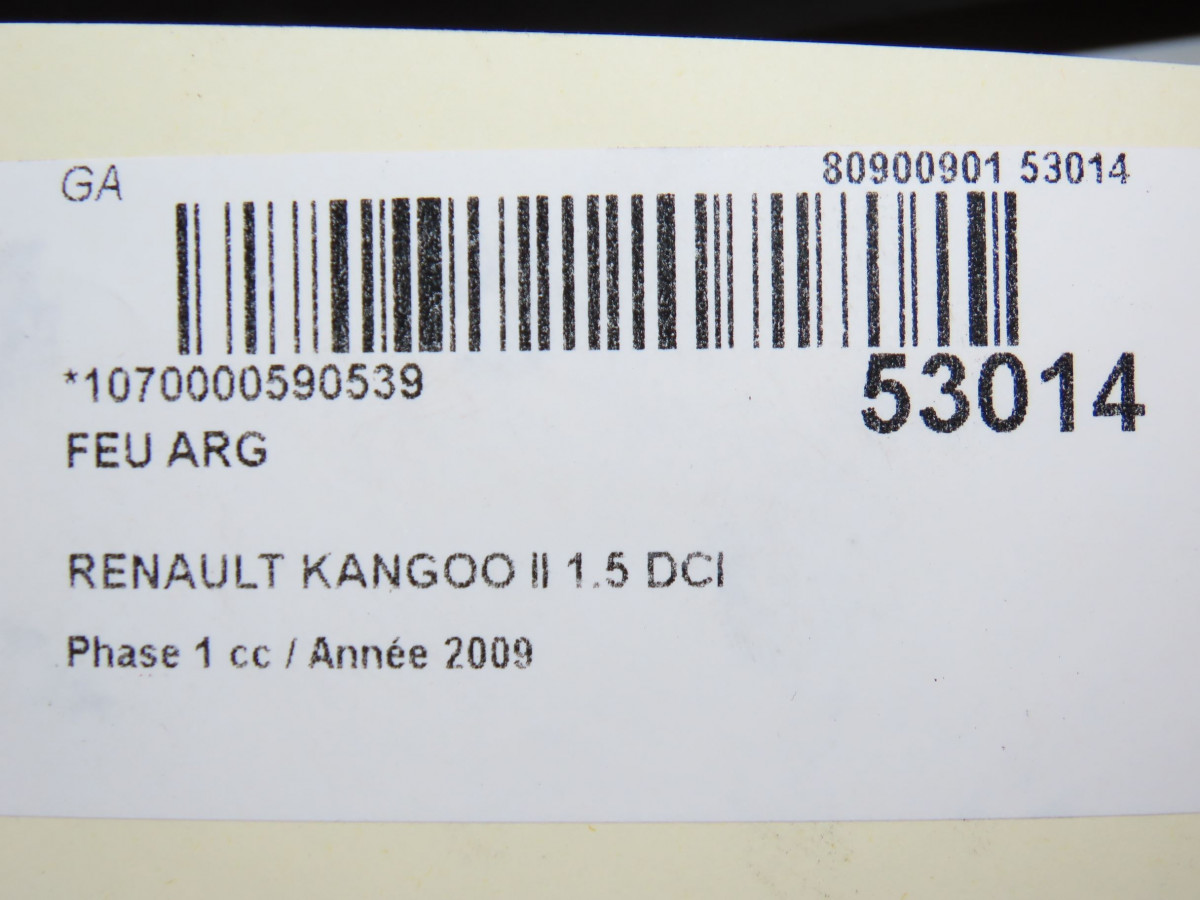 GA 80900901 53014
*1070000590539 53014
FEU ARG
RENAULT KANGOO II 1.5 DCI
Phase 1 cc / Année 2009